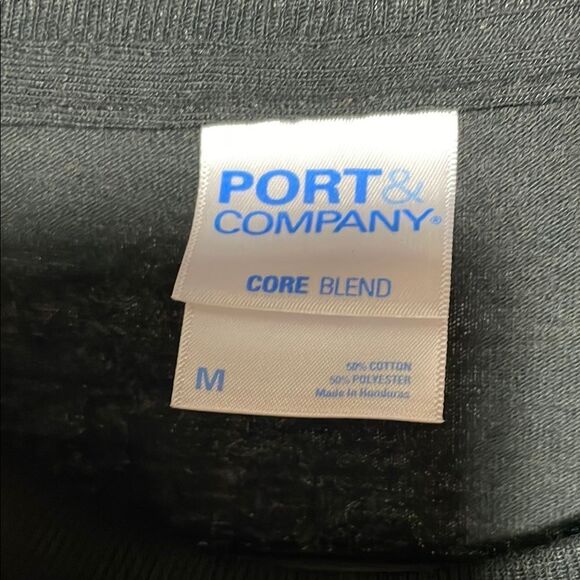 PORT&
COMPANY®
CORE BLEND
M
50% COTTON
50% POLYESTER
Made in Honduras